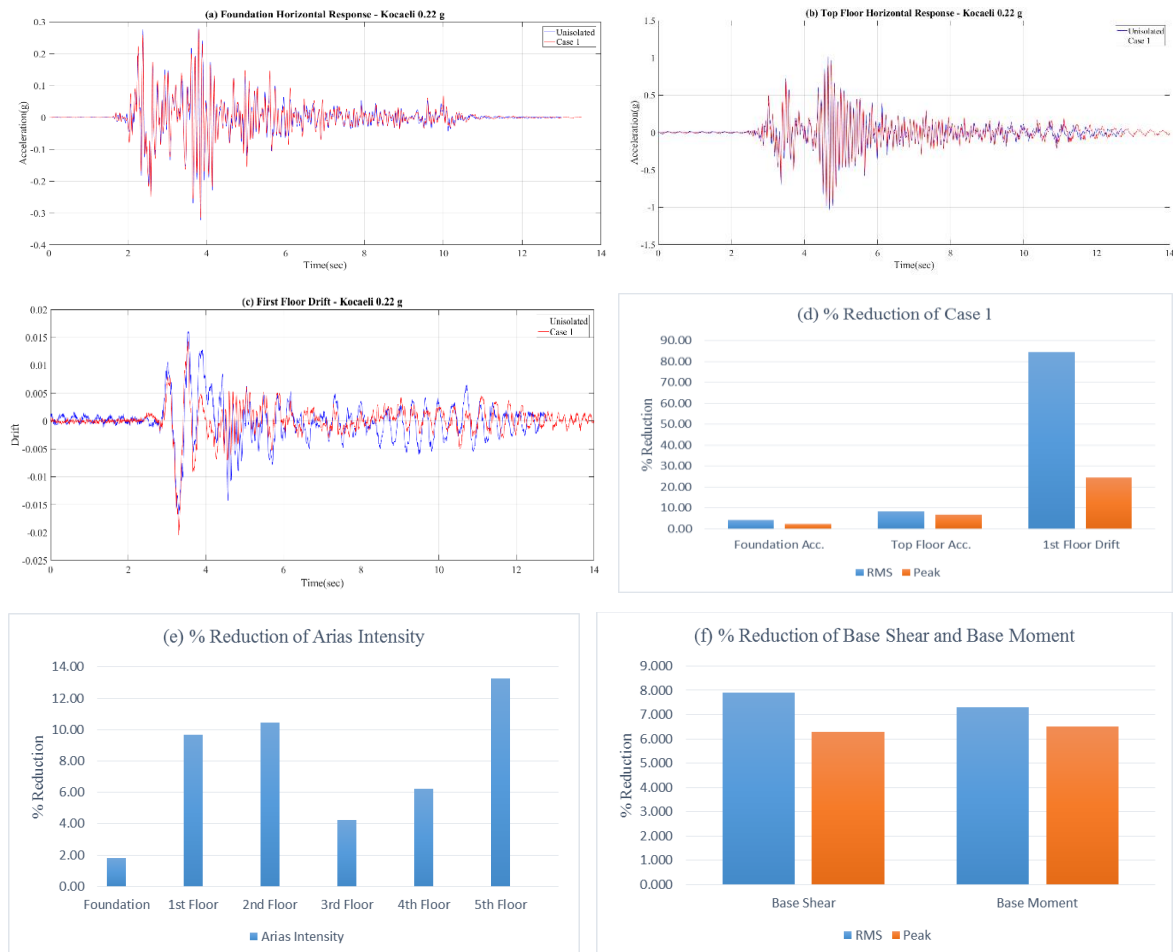 (a) Foundation Horizontal Response - Kocaeli 0.22 g
Unisolated
Case 1
Acceleration(g)
0.3
0.2
0.1
0
-0.1
-0.2
-0.3
0.4
0 2 4 6 8 10 12 14
Time(sec)
(b) Top Floor Horizontal Response - Kocaeli 0.22 g
Unisolated
Case 1
Acceleration(g)
1.5
1
0.5
0
-0.5
-1
-1.5
0 2 4 6 8 10 12 14
Time(sec)
(c) First Floor Drift - Kocaeli 0.22 g
Unisolated
Case 1
Drift
0.02
0.015
0.01
0.005
0
-0.005
-0.01
-0.015
-0.02
-0.025
0 2 4 6 8 10 12 14
Time(sec)
(d) % Reduction of Case 1
% Reduction
90.00
80.00
70.00
60.00
50.00
40.00
30.00
20.00
10.00
0.00
Foundation Acc. Top Floor Acc. 1st Floor Drift
RMS Peak
(e) % Reduction of Arias Intensity
% Reduction
14.00
12.00
10.00
8.00
6.00
4.00
2.00
0.00
Foundation 1st Floor 2nd Floor 3rd Floor 4th Floor 5th Floor
Arias Intensity
(f) % Reduction of Base Shear and Base Moment
% Reduction
9.000
8.000
7.000
6.000
5.000
4.000
3.000
2.000
1.000
0.000
Base Shear Base Moment
RMS Peak